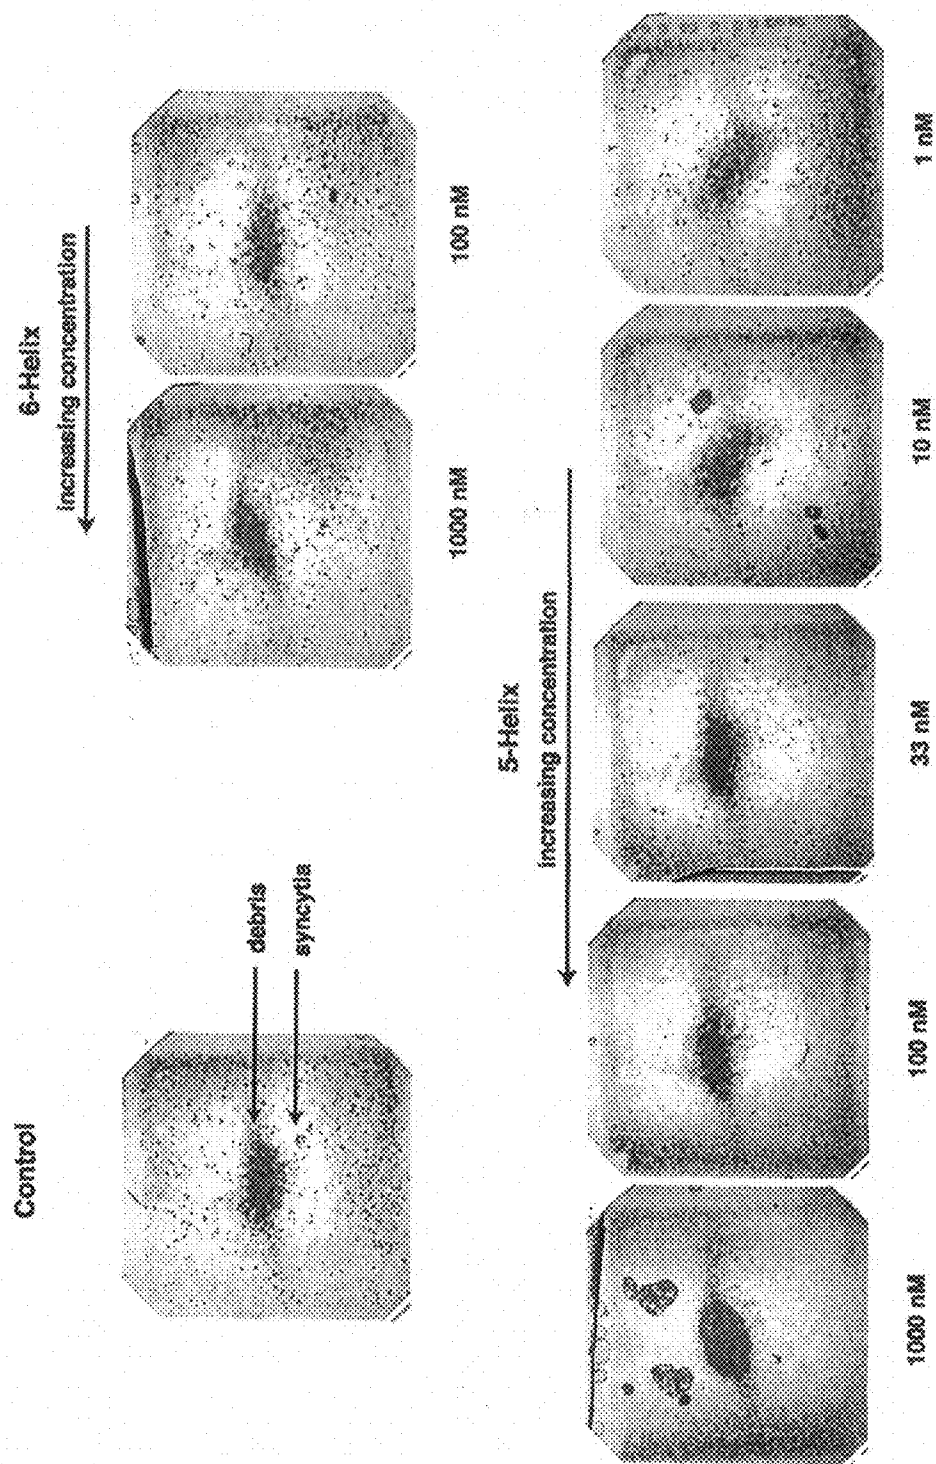 Control
debris
syncytia
6-Helix
increasing concentration
1000 nM
100 nM
5-Helix
increasing concentration
1000 nM
100 nM
33 nM
10 nM
1 nM